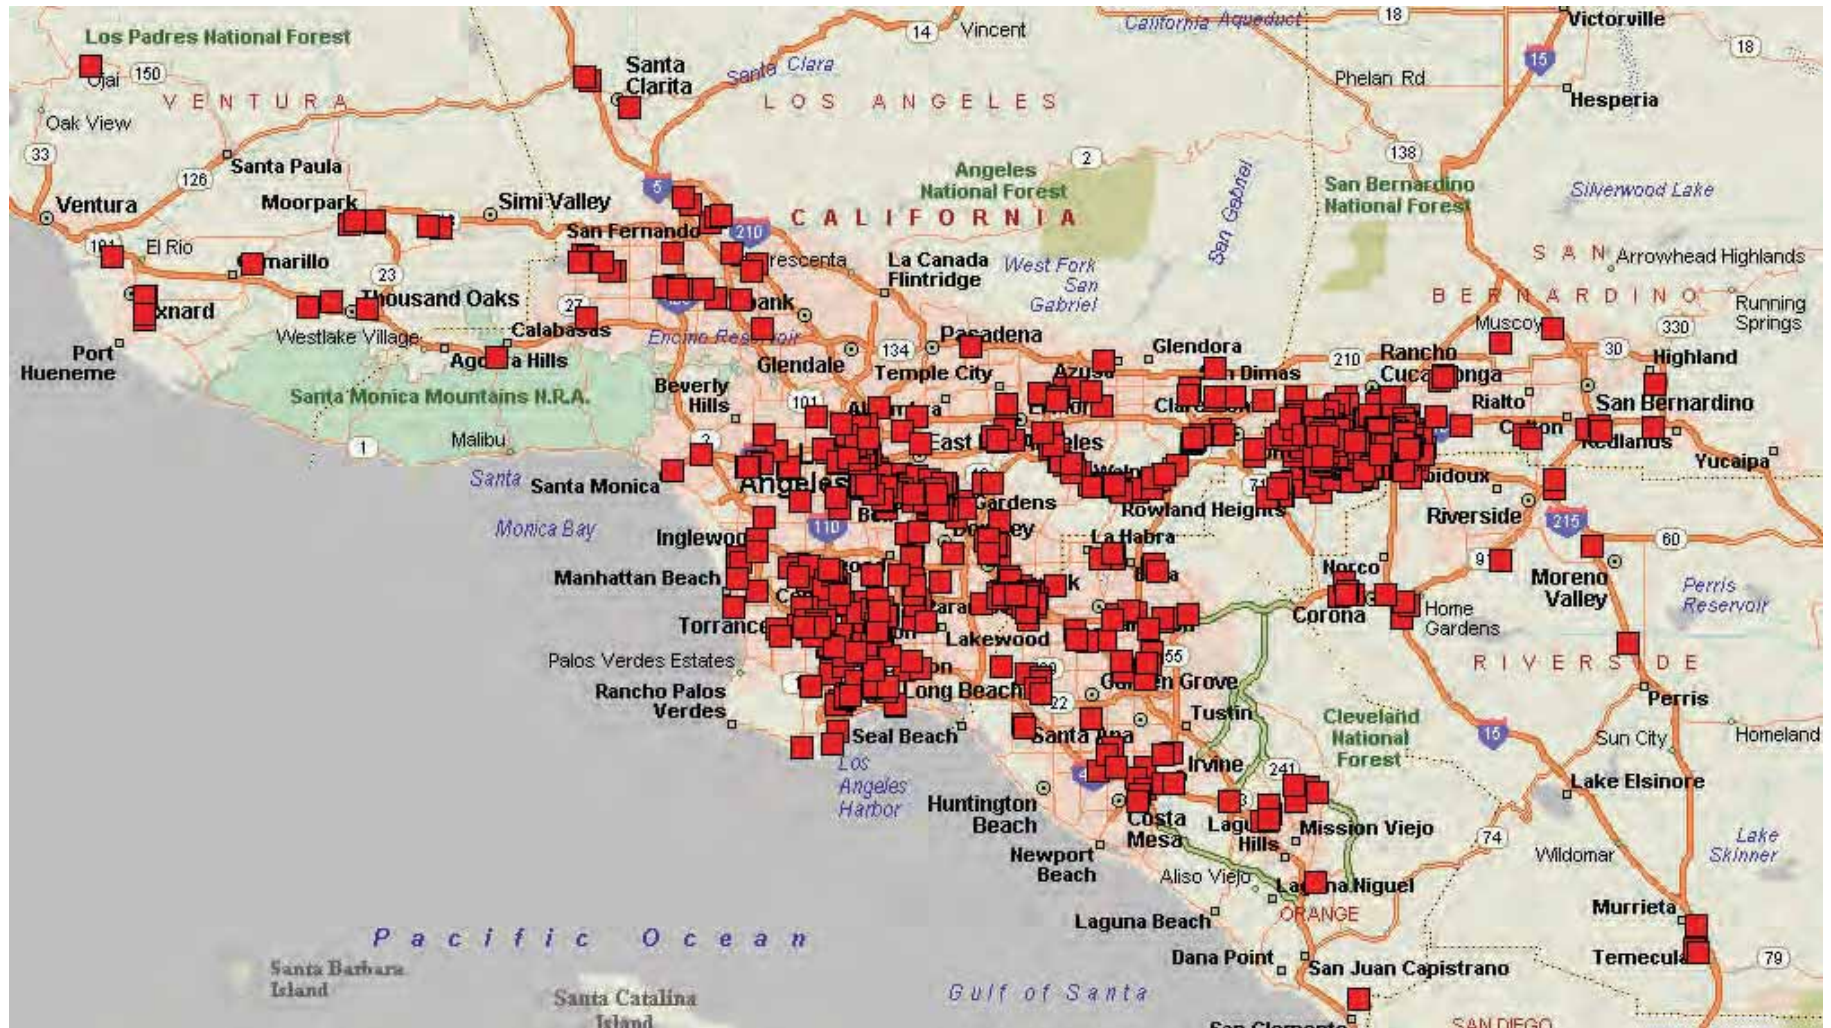 Los Padres National Forest
Ojai
150
Oak View
33
VENTURA
Santa Paula
126
Ventura
Moorpark
Simi Valley
El Rio
23
Thousand Oaks
Westlake Village
Calabasas
27
Port
Hueneme
Santa Monica Mountains N.R.A.
Malibu
1
Santa
Clarita
Santa Clara
14
Vincent
LOS ANGELES
California Aqueduct
18
Victorville
15
18
Phelan Rd
Hesperia
138
2
5
Angeles
National Forest
San Gabriel
San Bernardino
National Forest
Silverwood Lake
CALIFORNIA
San Fernando
210
La Canada
Flintridge
West Fork
San
Gabriel
SAN
Arrowhead Highlands
BERNARDINO
Running
Springs
Muscoy
330
Encino Reservoir
Pasadena
Glendale
134
Temple City
Glendora
210
Rancho
30
Highland
Beverly
Hills
101
Rialto
San Bernardino
Redlands
Yucaipa
Santa
Santa Monica
Monica Bay
Angeles
Gardens
Rowland Heights
Riverside
215
60
110
La Habra
Manhattan Beach
Norco
Moreno
Valley
Perris
Reservoir
Corona
Home
Gardens
Torrance
Lakewood
Palos Verdes Estates
Rancho Palos
Verdes
Long Beach
55
RIVERSIDE
Perris
22
Tustin
Seal Beach
Santa Ana
Cleveland
National
Forest
15
Sun City
Homeland
Los
Angeles
Harbor
Irvine
241
Lake Elsinore
Huntington
Beach
Costa
Mesa
Hills
Mission Viejo
74
Wildomar
Lake
Skinner
Newport
Beach
Aliso Viejo
Laguna Niguel
ORANGE
Laguna Beach
Murrieta
Pacific Ocean
Dana Point
San Juan Capistrano
Temecula
79
Santa Barbara
Island
Santa Catalina
Island
Gulf of Santa
San Clemente
SAN DIEGO